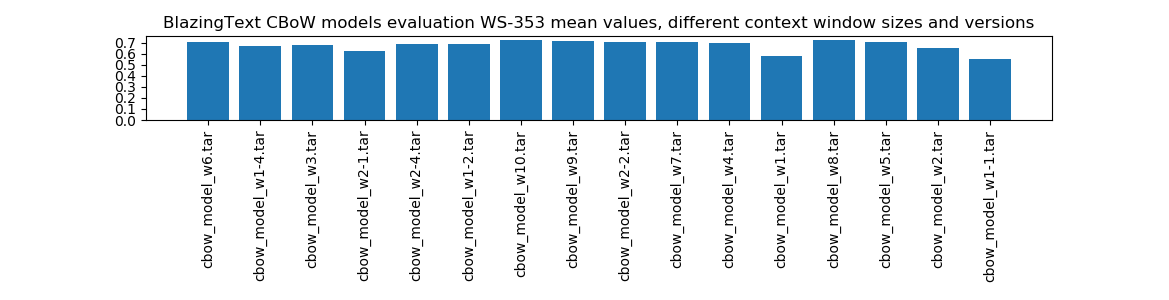 BlazingText CBoW models evaluation WS-353 mean values, different context window sizes and versions
0.7
0.6
0.5
0.4
0.3
0.2
0.1
0.0
cbow_model_w6.tar
cbow_model_w1-4.tar
cbow_model_w3.tar
cbow_model_w2-1.tar
cbow_model_w2-4.tar
cbow_model_w1-2.tar
cbow_model_w10.tar
cbow_model_w9.tar
cbow_model_w2-2.tar
cbow_model_w7.tar
cbow_model_w4.tar
cbow_model_w1.tar
cbow_model_w8.tar
cbow_model_w5.tar
cbow_model_w2.tar
cbow_model_w1-1.tar